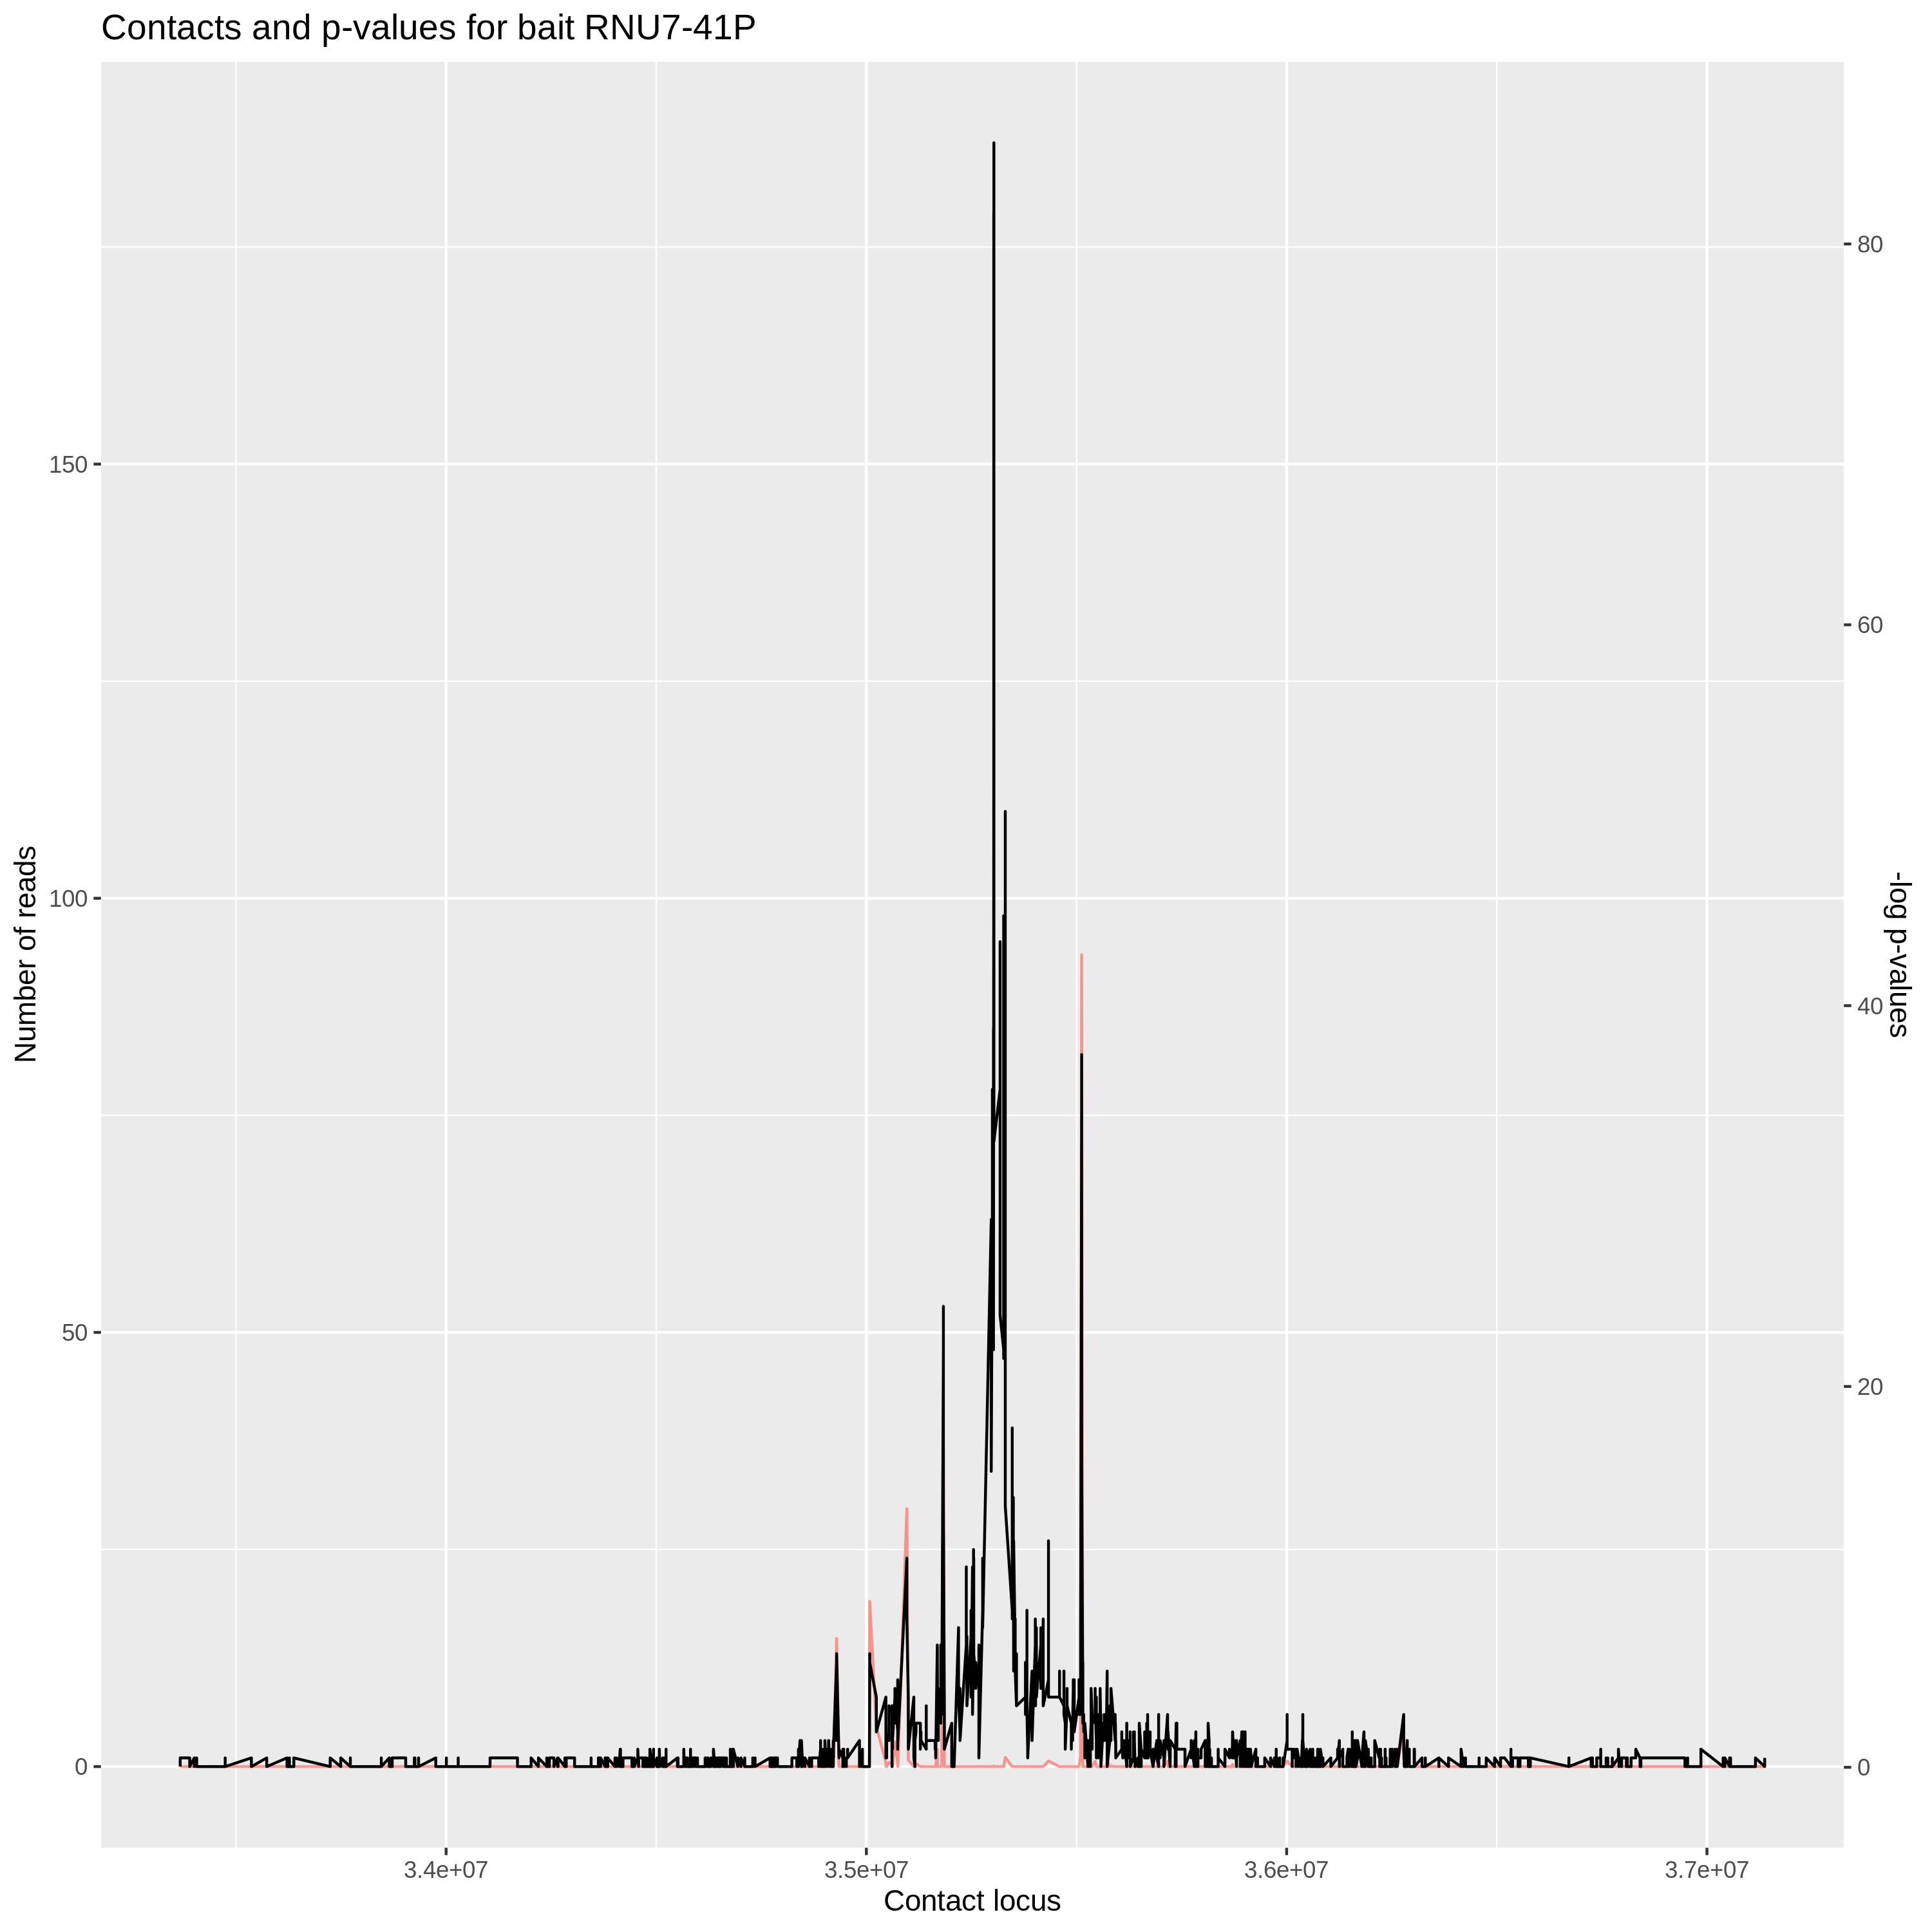 Contacts and p-values for bait RNU7-41P
150
100
50
0
80
60
40
20
0
Number of reads
-log p-values
3.4e+07
3.5e+07
3.6e+07
3.7e+07
Contact locus